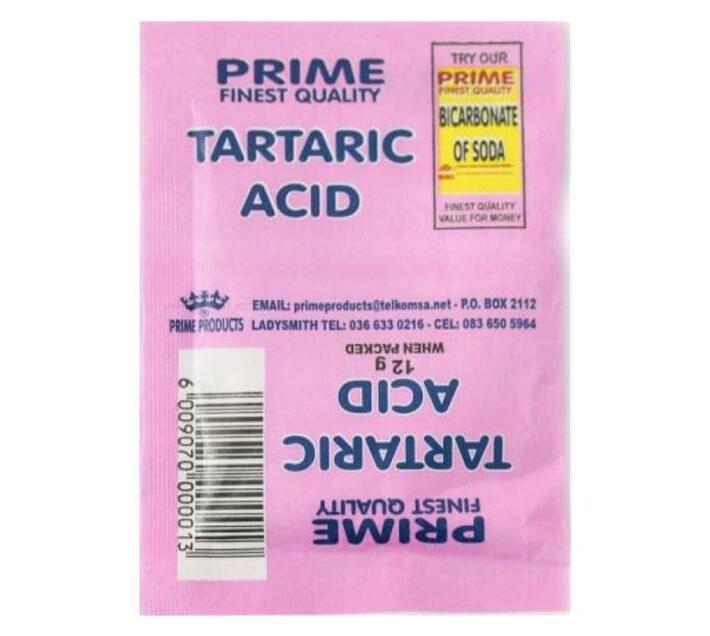 PRIME
FINEST QUALITY
TARTARIC
ACID
TRY OUR
PRIME
FINEST QUALITY
BICARBONATE
OF SODA
FINEST QUALITY
VALUE FOR MONEY
®
PRIME PRODUCTS
EMAIL: primeproducts@telkomsa.net - P.O. BOX 2112
LADYSMITH TEL: 036 633 0216 - CEL: 083 650 5964
PRIME
FINEST QUALITY
TARTARIC
ACID
12 g
WHEN PACKED
6 009070 000013